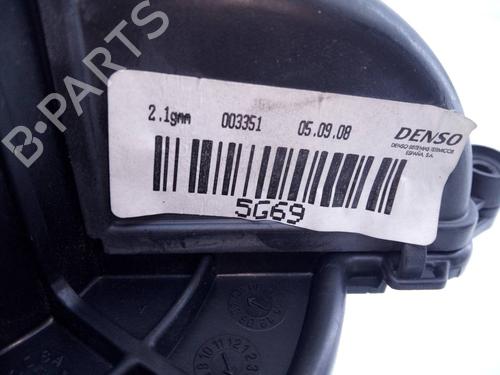 B-PARTS
2.1gmm 003351 05.09.08 DENSO
DENSO SISTEMAS TERMICOS
ESPAÑA, S.A.
5G69